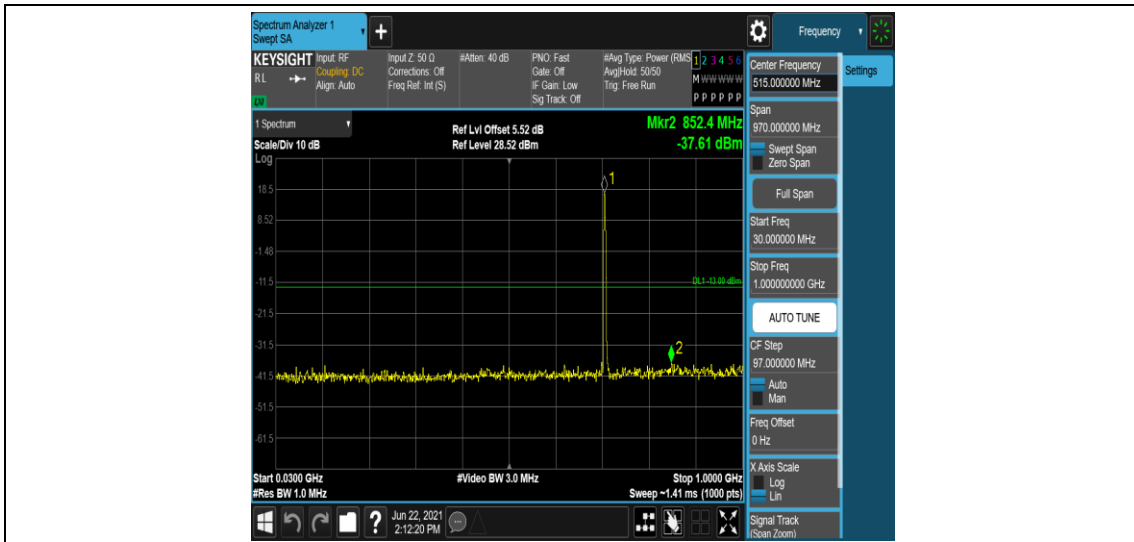 Spectrum Analyzer 1
Swept SA
+
Frequency
KEYSIGHT Input: RF Input Z: 50 Ω #Atten: 40 dB PNO: Fast #Avg Type: Power (RMS 1 2 3 4 5 6
RL Coupling: DC Corrections: Off Gate: Off Avg|Hold: 50/50 M W W W W W
Align: Auto Freq Ref: Int (S) IF Gain: Low Trig: Free Run
Sig Track: Off P P P P P P
1 Spectrum
Scale/Div 10 dB
Ref Lvl Offset 5.52 dB
Ref Level 28.52 dBm
Mkr2 852.4 MHz
-37.61 dBm
Log
18.5
8.52
-1.48
-11.5
-21.5
-31.5
-41.5
-51.5
-61.5
1
DL1 -13.00 dBm
2
Start 0.0300 GHz #Video BW 3.0 MHz Stop 1.0000 GHz
#Res BW 1.0 MHz Sweep ~1.41 ms (1000 pts)
?
Jun 22, 2021
2:12:20 PM
Center Frequency
515.000000 MHz
Settings
Span
970.000000 MHz
Swept Span
Zero Span
Full Span
Start Freq
30.000000 MHz
Stop Freq
1.000000000 GHz
AUTO TUNE
CF Step
97.000000 MHz
Auto
Man
Freq Offset
0 Hz
X Axis Scale
Log
Lin
Signal Track
(Span Zoom)